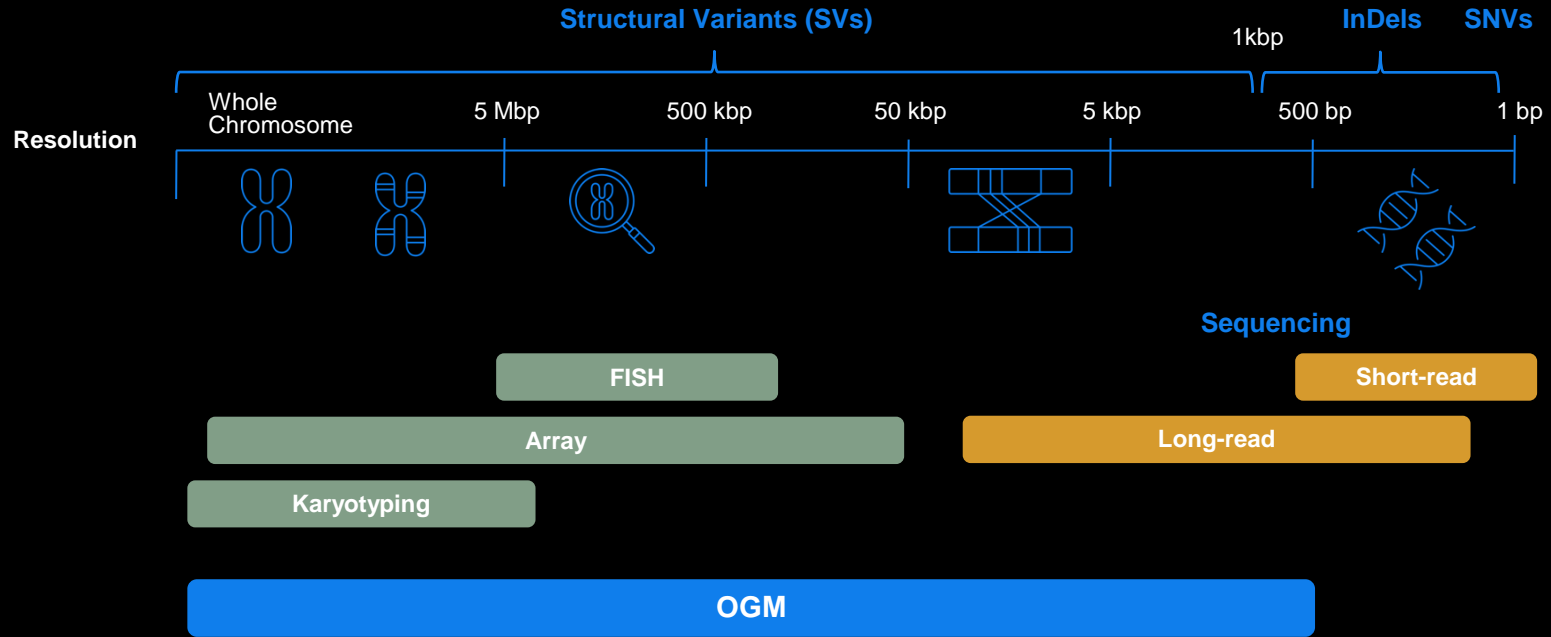 Structural Variants (SVs)
InDels
SNVs
1kbp
Resolution
Whole
Chromosome
5 Mbp
500 kbp
50 kbp
5 kbp
500 bp
1 bp
Sequencing
FISH
Short-read
Array
Long-read
Karyotyping
OGM